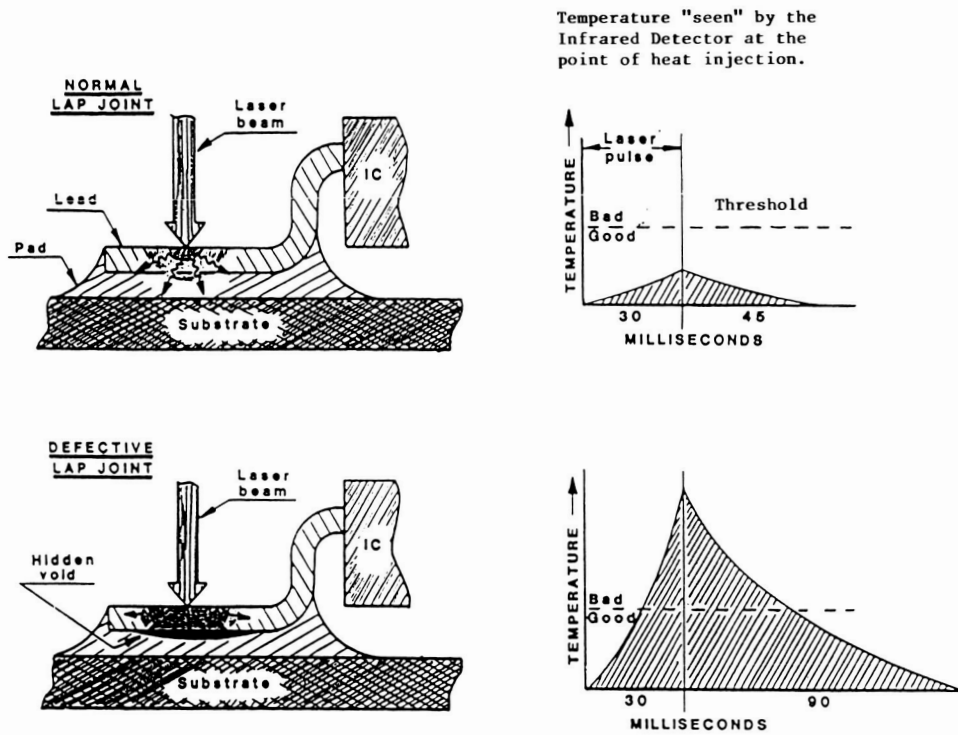 Temperature "seen" by the
Infrared Detector at the
point of heat injection.
NORMAL
LAP JOINT
Laser
beam
IC
Lead
Pad
Substrate
TEMPERATURE
Laser
pulse
Threshold
Bad
Good
30
45
MILLISECONDS
DEFECTIVE
LAP JOINT
Laser
beam
IC
Hidden
void
Substrate
TEMPERATURE
Bad
Good
30
90
MILLISECONDS